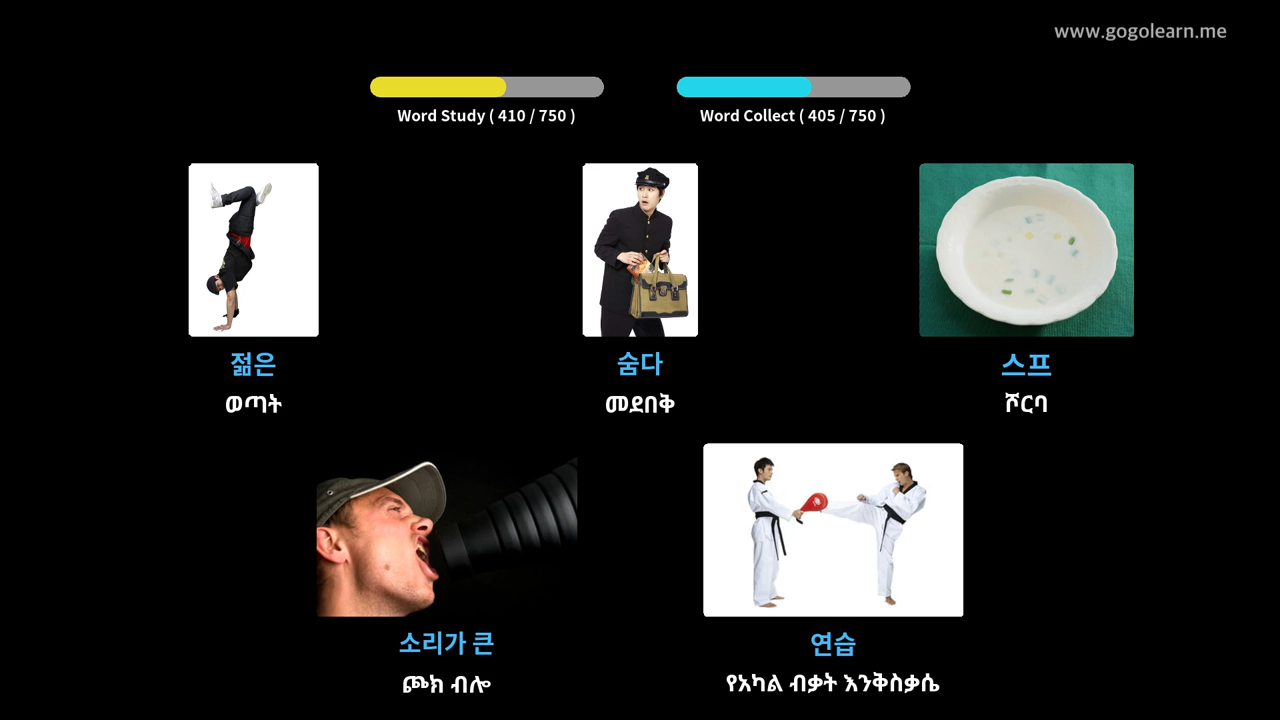 www.gogolearn.me
Word Study ( 410 / 750 )
Word Collect ( 405 / 750 )
젊은
숨다
스프
ወጣት
መደበቅ
ሾርባ
소리가 큰
연습
ጮክ ብሎ
የአካል ብቃት እንቅስቃሴ